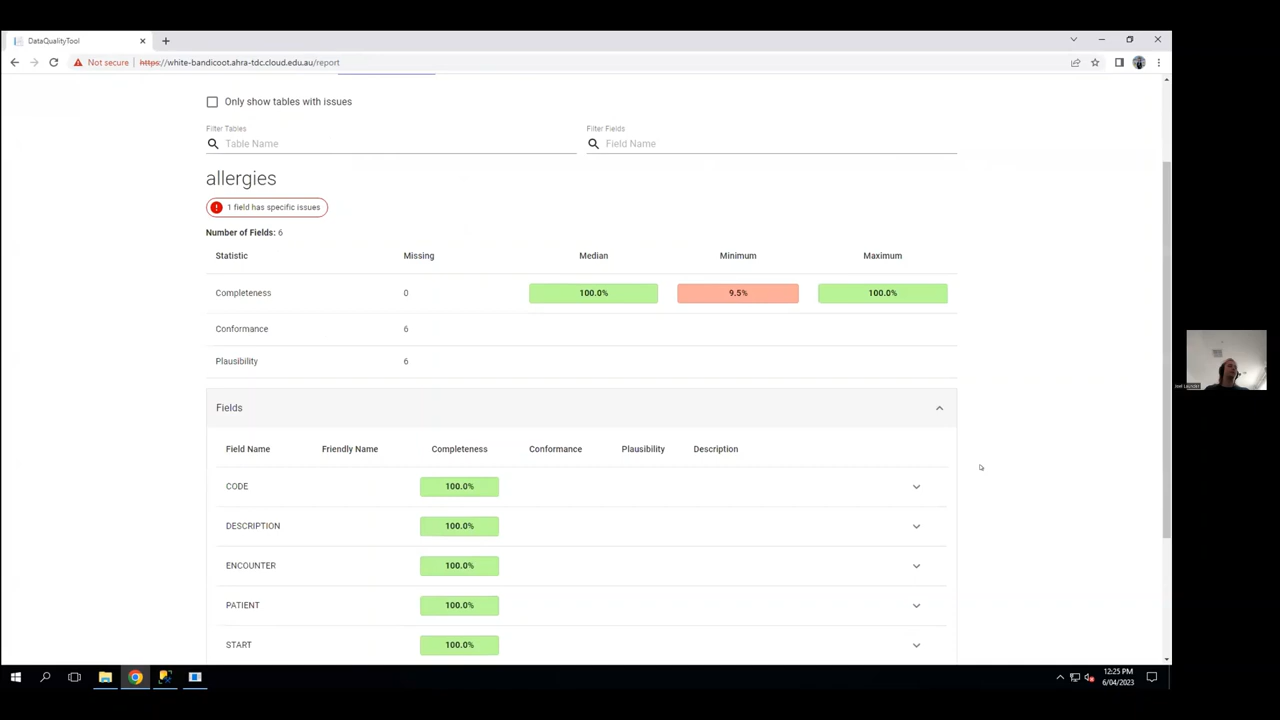 DataQualityTool
Not secure https://white-bandicoot.ahra-tdc.cloud.edu.au/report
Only show tables with issues
Filter Tables Filter Fields
Table Name Field Name
allergies
1 field has specific issues
Number of Fields: 6
Statistic Missing Median Minimum Maximum
Completeness 0 100.0% 9.5% 100.0%
Conformance 6
Plausibility 6
Fields
Field Name Friendly Name Completeness Conformance Plausibility Description
CODE 100.0%
DESCRIPTION 100.0%
ENCOUNTER 100.0%
PATIENT 100.0%
START 100.0%
12:25 PM
6/04/2023